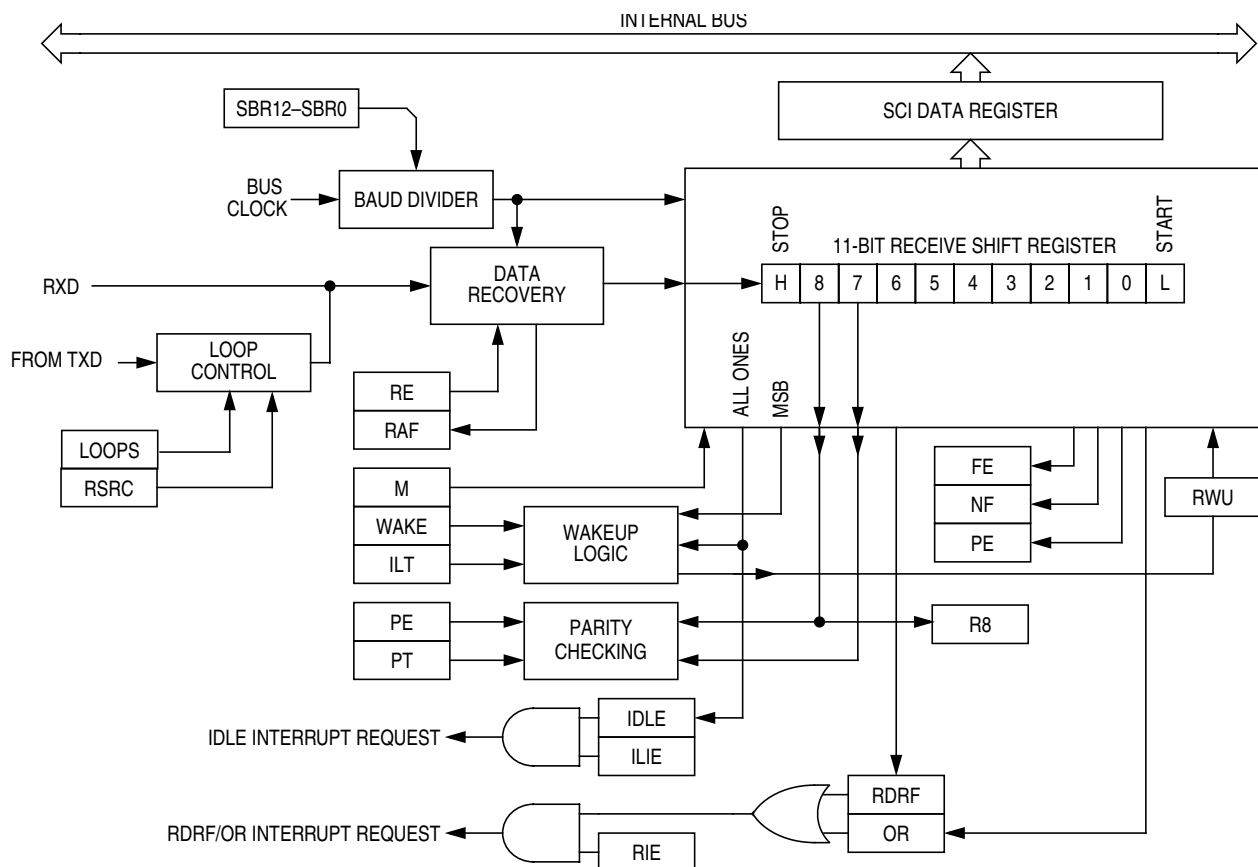 INTERNAL BUS
SBR12–SBR0
SCI DATA REGISTER
BUS
CLOCK
BAUD DIVIDER
STOP
11-BIT RECEIVE SHIFT REGISTER
START
H 8 7 6 5 4 3 2 1 0 L
RXD
DATA
RECOVERY
FROM TXD
LOOP
CONTROL
ALL ONES
MSB
RE
RAF
LOOPS
RSRC
M
WAKE
ILT
WAKEUP
LOGIC
FE
NF
PE
RWU
PE
PT
PARITY
CHECKING
R8
IDLE INTERRUPT REQUEST
IDLE
ILIE
RDRF/OR INTERRUPT REQUEST
RDRF
OR
RIE